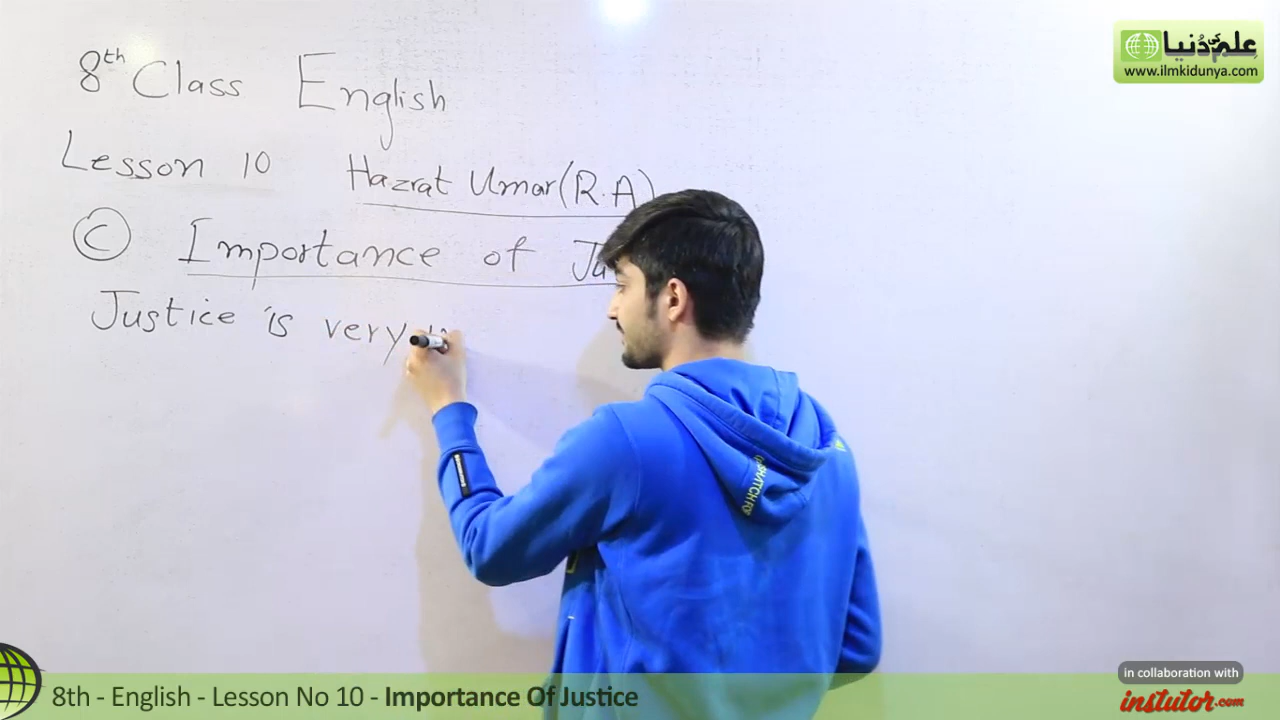 8th Class English
Lesson 10 Hazrat Umar (R.A)
C Importance of
Justice is very
علم کی دنیا
www.ilmkidunya.com
8th - English - Lesson No 10 - Importance Of Justice
in collaboration with
instutor.com